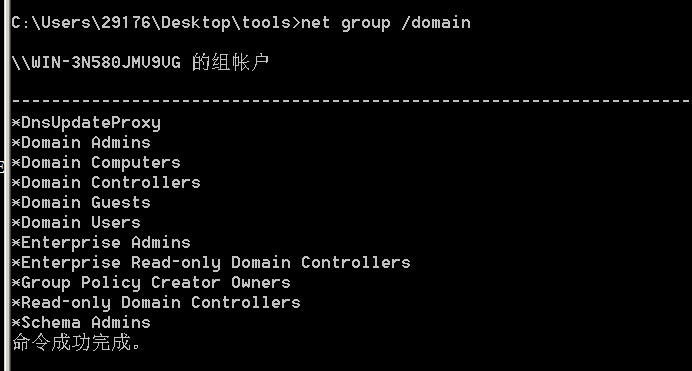 C:\Users\29176\Desktop\tools>net group /domain
\\WIN-3N580JMV9VG 的组帐户
-------------------------------------------------------------------------------
*DnsUpdateProxy
*Domain Admins
*Domain Computers
*Domain Controllers
*Domain Guests
*Domain Users
*Enterprise Admins
*Enterprise Read-only Domain Controllers
*Group Policy Creator Owners
*Read-only Domain Controllers
*Schema Admins
命令成功完成。